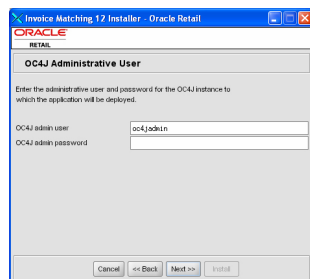 Invoice Matching 12 Installer - Oracle Retail
ORACLE
RETAIL
OC4J Administrative User
Enter the administrative user and password for the OC4J instance to
which the application will be deployed.
OC4J admin user oc4jadmin
OC4J admin password
Cancel << Back Next >> Install